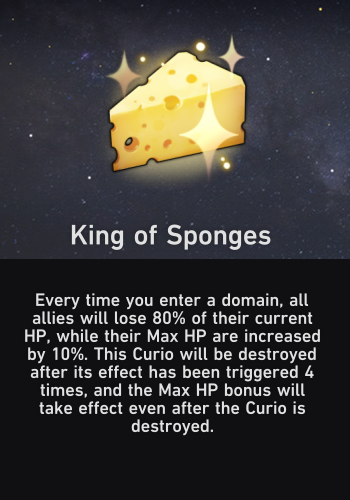 King of Sponges
Every time you enter a domain, all
allies will lose 80% of their current
HP, while their Max HP are increased
by 10%. This Curio will be destroyed
after its effect has been triggered 4
times, and the Max HP bonus will
take effect even after the Curio is
destroyed.